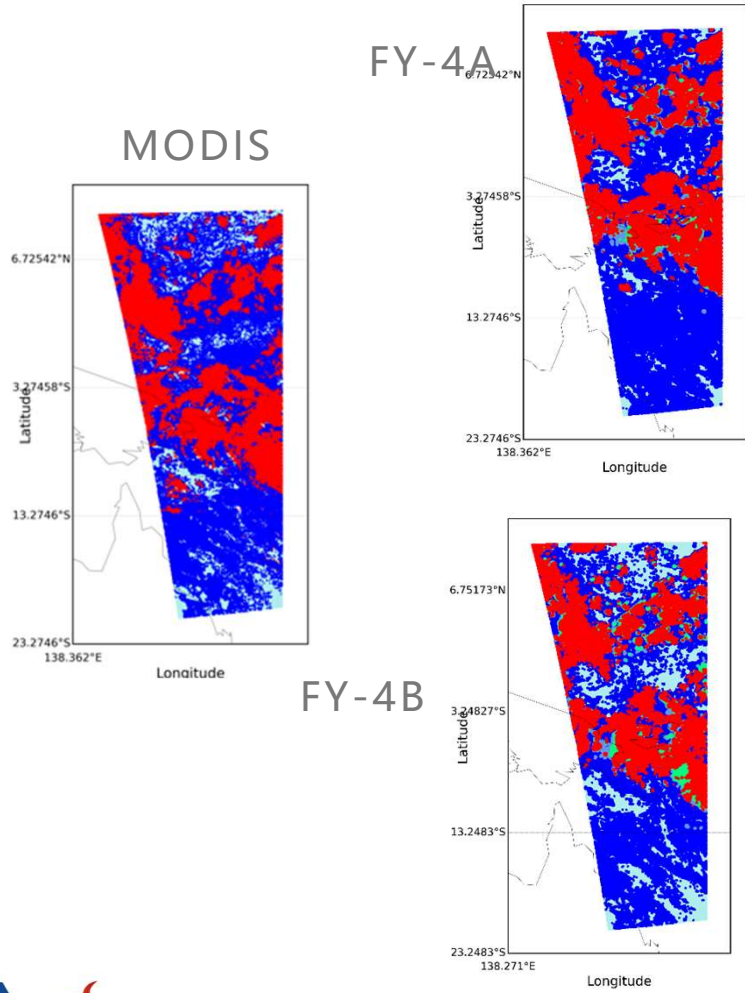 MODIS
6.72542°N
3.27458°S
13.2746°S
23.2746°S
138.362°E
Latitude
Longitude
FY-4A
6.72542°N
3.27458°S
13.2746°S
23.2746°S
138.362°E
Latitude
Longitude
FY-4B
6.75173°N
3.24827°S
13.2483°S
23.2483°S
138.271°E
Latitude
Longitude